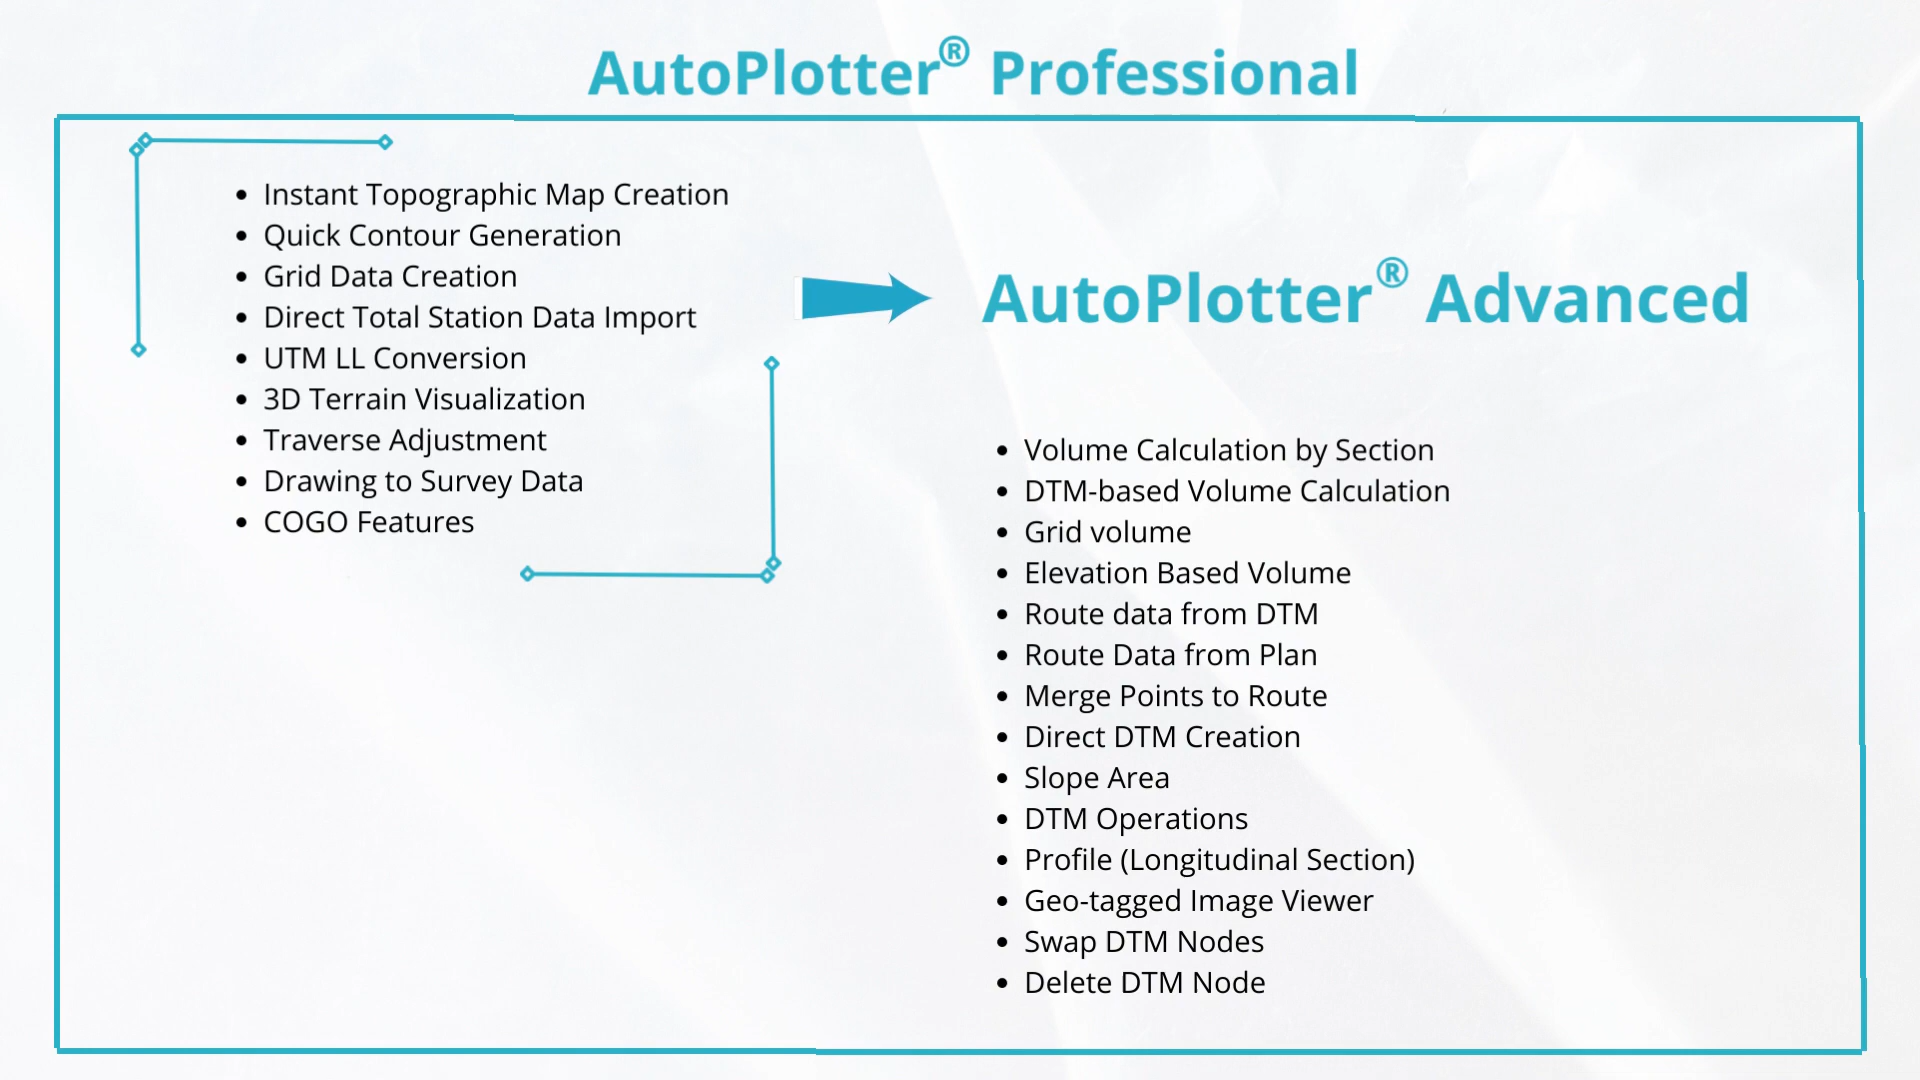 AutoPlotter® Professional
• Instant Topographic Map Creation
• Quick Contour Generation
• Grid Data Creation
• Direct Total Station Data Import
• UTM LL Conversion
• 3D Terrain Visualization
• Traverse Adjustment
• Drawing to Survey Data
• COGO Features
AutoPlotter® Advanced
• Volume Calculation by Section
• DTM-based Volume Calculation
• Grid volume
• Elevation Based Volume
• Route data from DTM
• Route Data from Plan
• Merge Points to Route
• Direct DTM Creation
• Slope Area
• DTM Operations
• Profile (Longitudinal Section)
• Geo-tagged Image Viewer
• Swap DTM Nodes
• Delete DTM Node